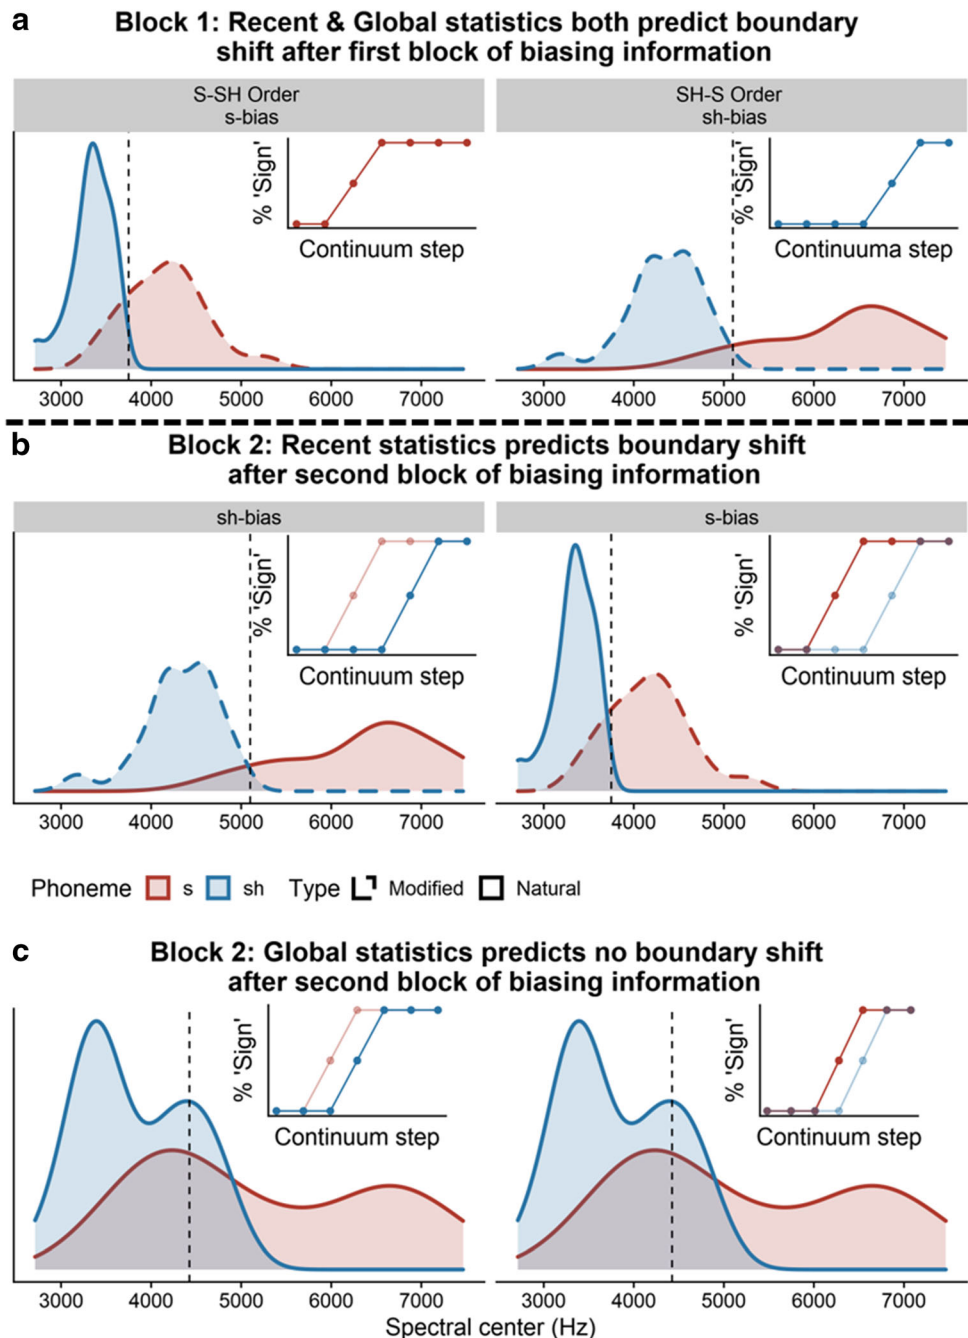 a
Block 1: Recent & Global statistics both predict boundary
shift after first block of biasing information
S-SH Order
s-bias
SH-S Order
sh-bias
% 'Sign'
Continuum step
% 'Sign'
Continuuma step
3000 4000 5000 6000 7000
3000 4000 5000 6000 7000
b
Block 2: Recent statistics predicts boundary shift
after second block of biasing information
sh-bias
s-bias
% 'Sign'
Continuum step
% 'Sign'
Continuum step
3000 4000 5000 6000 7000
3000 4000 5000 6000 7000
Phoneme s sh Type Modified Natural
c
Block 2: Global statistics predicts no boundary shift
after second block of biasing information
% 'Sign'
Continuum step
% 'Sign'
Continuum step
3000 4000 5000 6000 7000
3000 4000 5000 6000 7000
Spectral center (Hz)